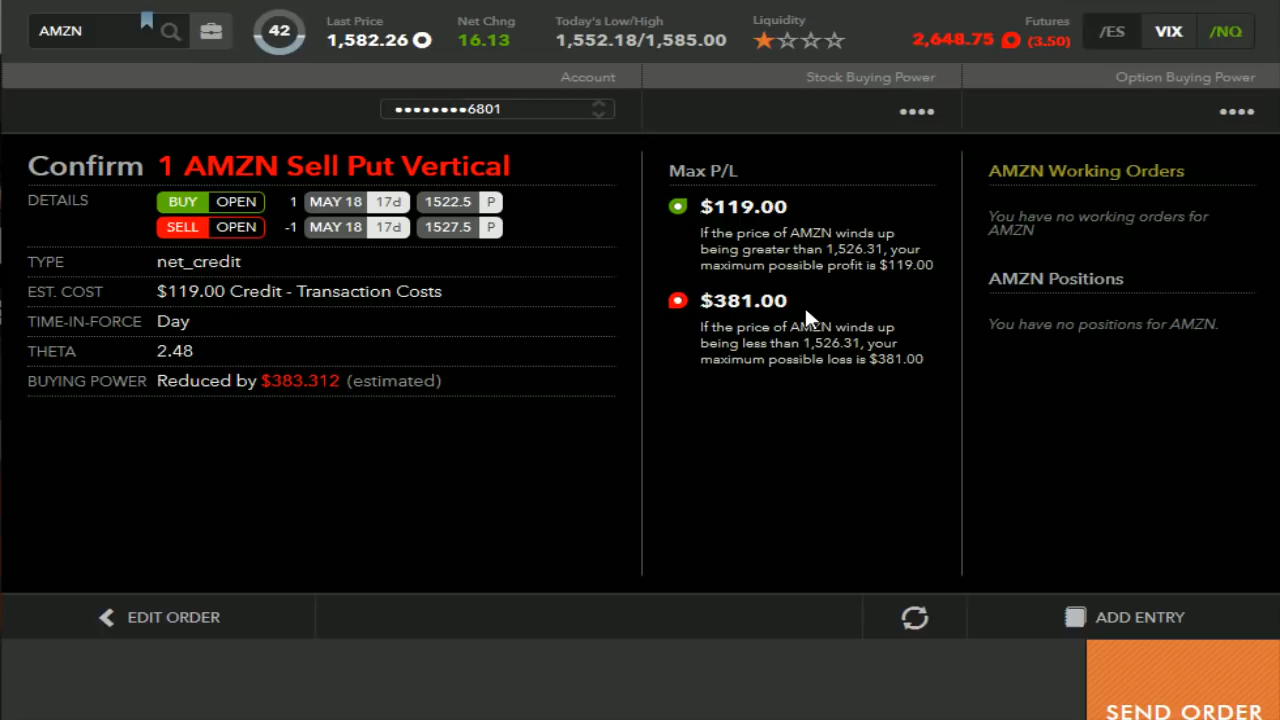 AMZN
42
Last Price
1,582.26
Net Chng
16.13
Today's Low/High
1,552.18/1,585.00
Liquidity
Futures
2,648.75 (3.50)
/ES VIX /NQ
Account
Stock Buying Power
Option Buying Power
••••••••6801
••••
••••
Confirm 1 AMZN Sell Put Vertical
DETAILS
BUY OPEN 1 MAY 18 17d 1522.5 P
SELL OPEN -1 MAY 18 17d 1527.5 P
TYPE net_credit
EST. COST $119.00 Credit - Transaction Costs
TIME-IN-FORCE Day
THETA 2.48
BUYING POWER Reduced by $383.312 (estimated)
Max P/L
$119.00
If the price of AMZN winds up
being greater than 1,526.31, your
maximum possible profit is $119.00
$381.00
If the price of AMZN winds up
being less than 1,526.31, your
maximum possible loss is $381.00
AMZN Working Orders
You have no working orders for
AMZN
AMZN Positions
You have no positions for AMZN.
EDIT ORDER
ADD ENTRY
SEND ORDER